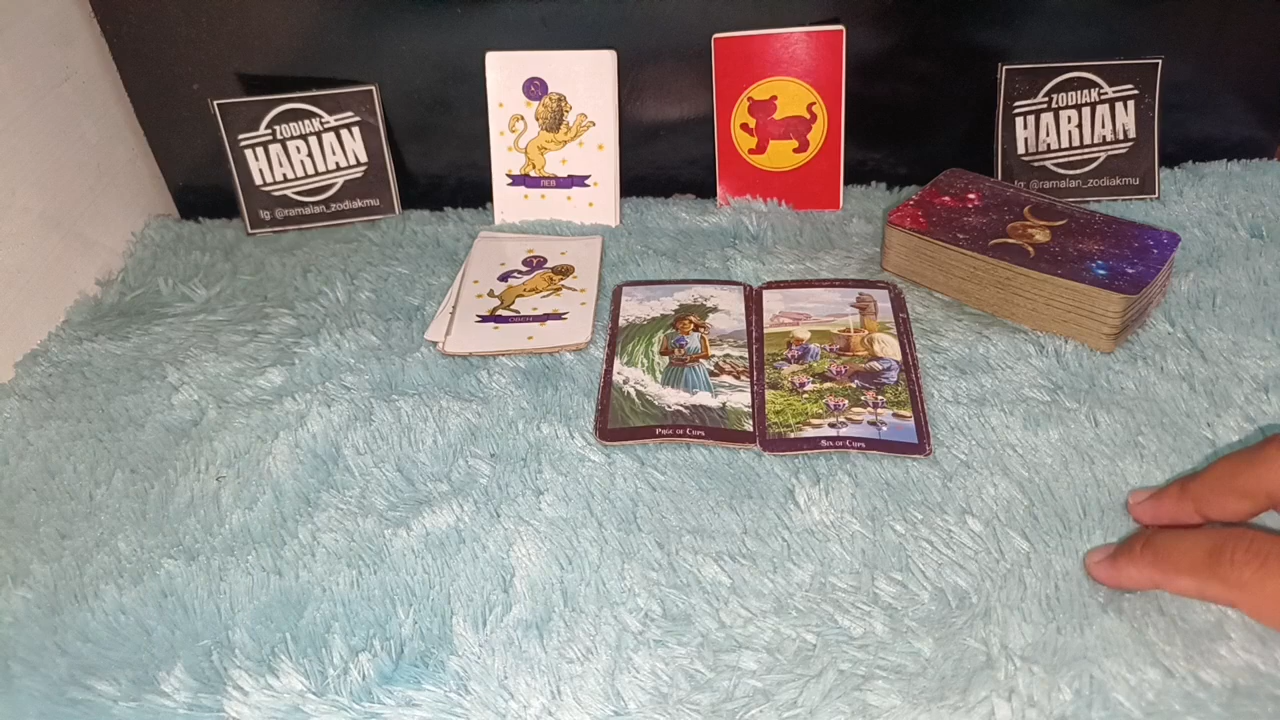 ZODIAK
HARIAN
Ig: @ramalan_zodiakmu
ЛЕВ
ZODIAK
HARIAN
Ig: @ramalan_zodiakmu
ОВЕН
Page of Cups
Six of Cups